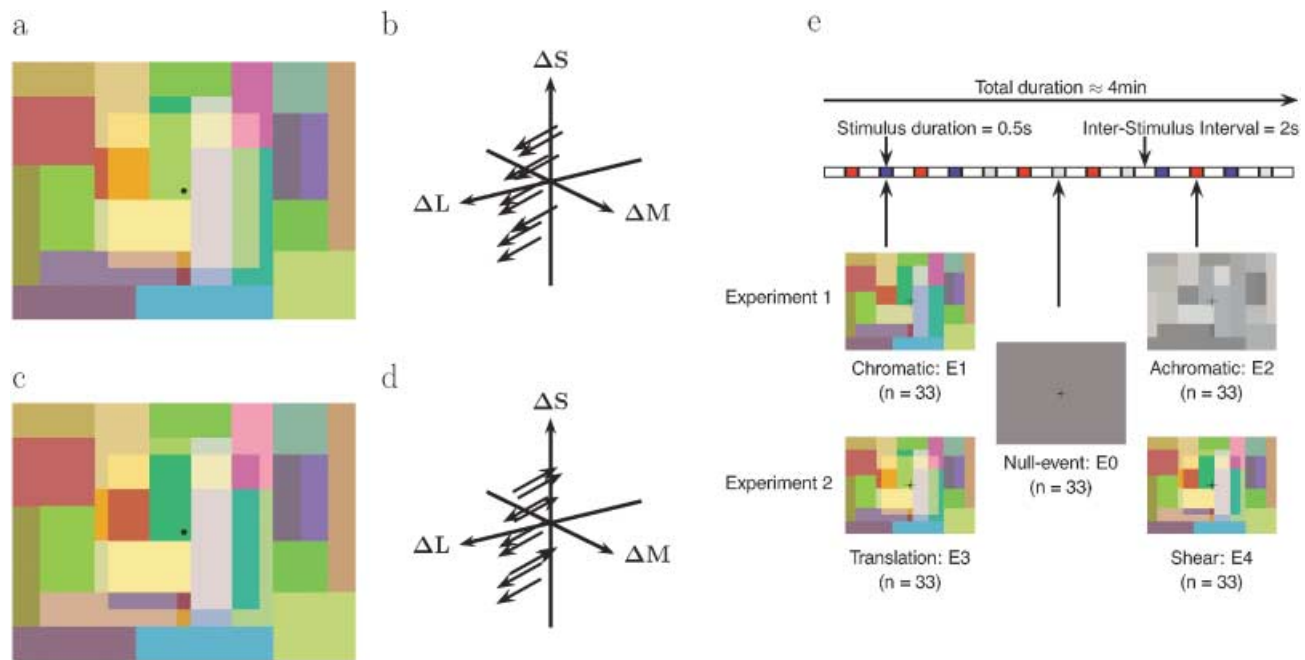 a
b
ΔS
ΔL
ΔM
c
d
ΔS
ΔL
ΔM
e
Total duration ≈ 4min
Stimulus duration = 0.5s
Inter-Stimulus Interval = 2s
Experiment 1
Chromatic: E1
(n = 33)
Achromatic: E2
(n = 33)
Null-event: E0
(n = 33)
Experiment 2
Translation: E3
(n = 33)
Shear: E4
(n = 33)